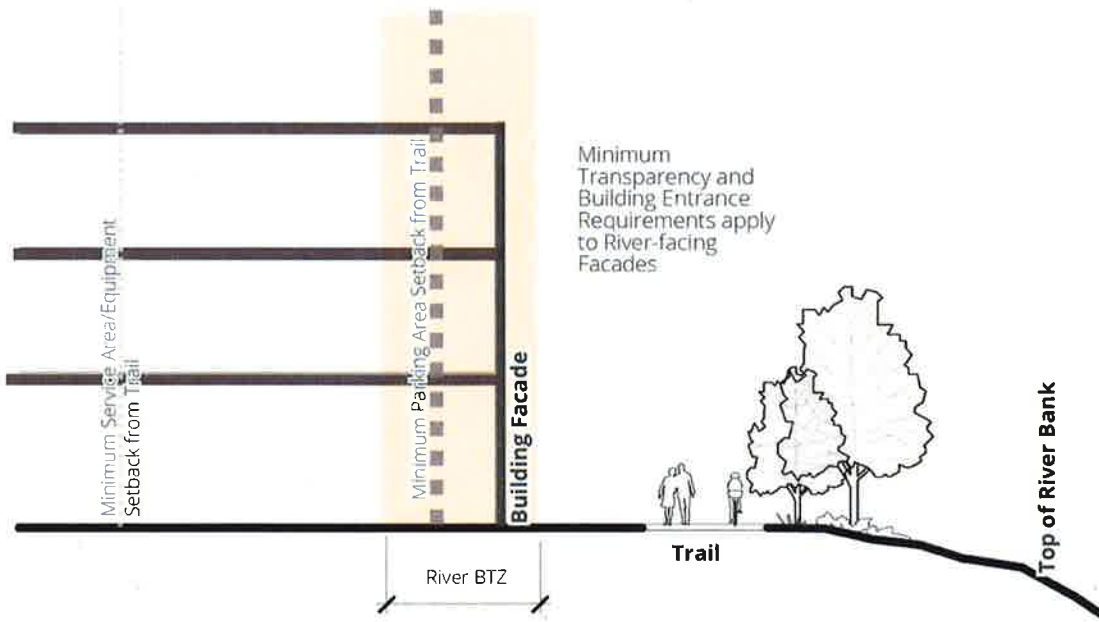 Minimum Service Area/Equipment
Setback from Trail
Minimum Parking Area Setback from Trail
Building Facade
Minimum
Transparency and
Building Entrance
Requirements apply
to River-facing
Facades
Top of River Bank
Trail
River BTZ